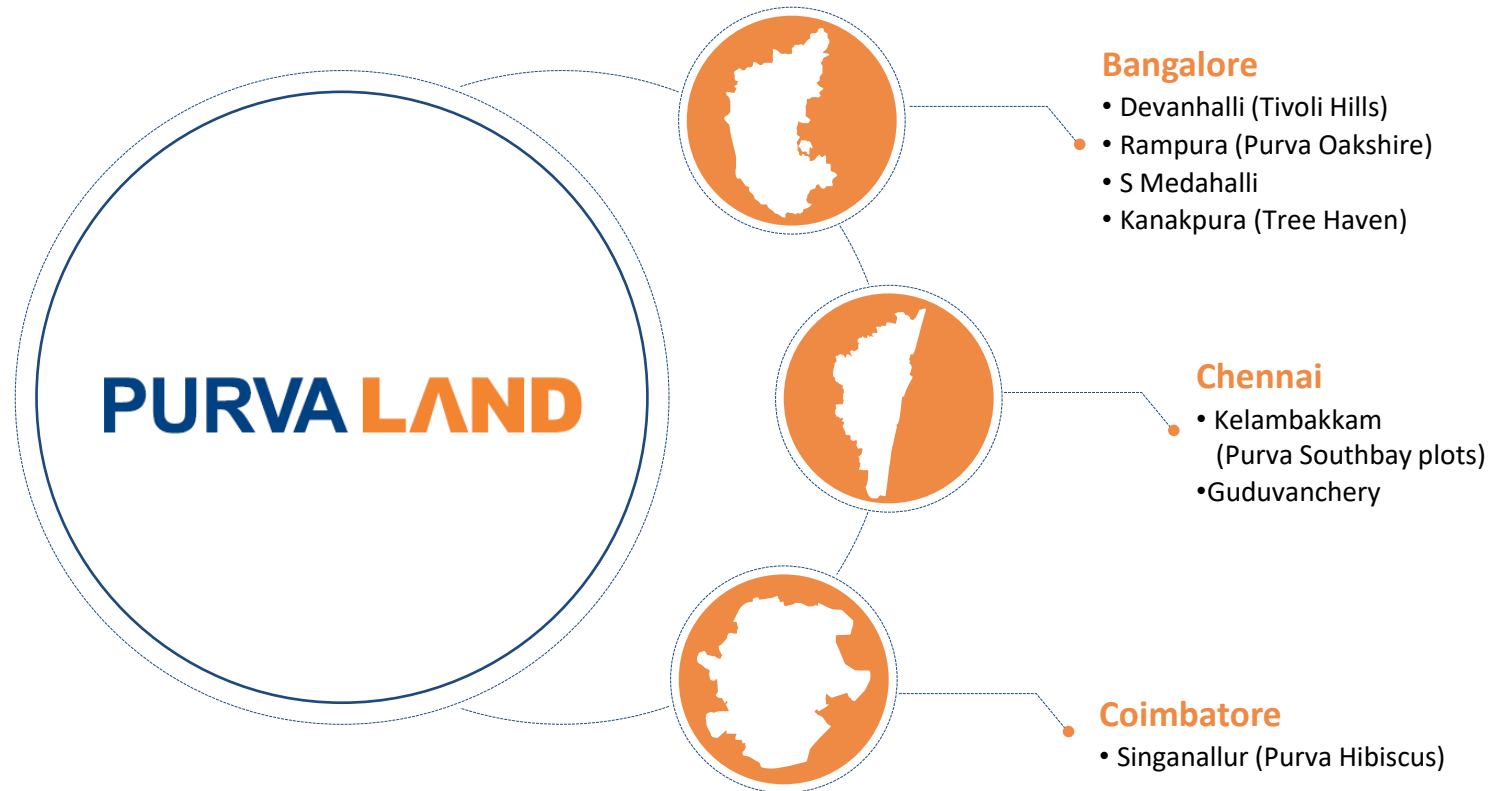 PURVA LAND
Bangalore
• Devanhalli (Tivoli Hills)
• Rampura (Purva Oakshire)
• S Medahalli
• Kanakpura (Tree Haven)
Chennai
• Kelambakkam
(Purva Southbay plots)
•Guduvanchery
Coimbatore
• Singanallur (Purva Hibiscus)